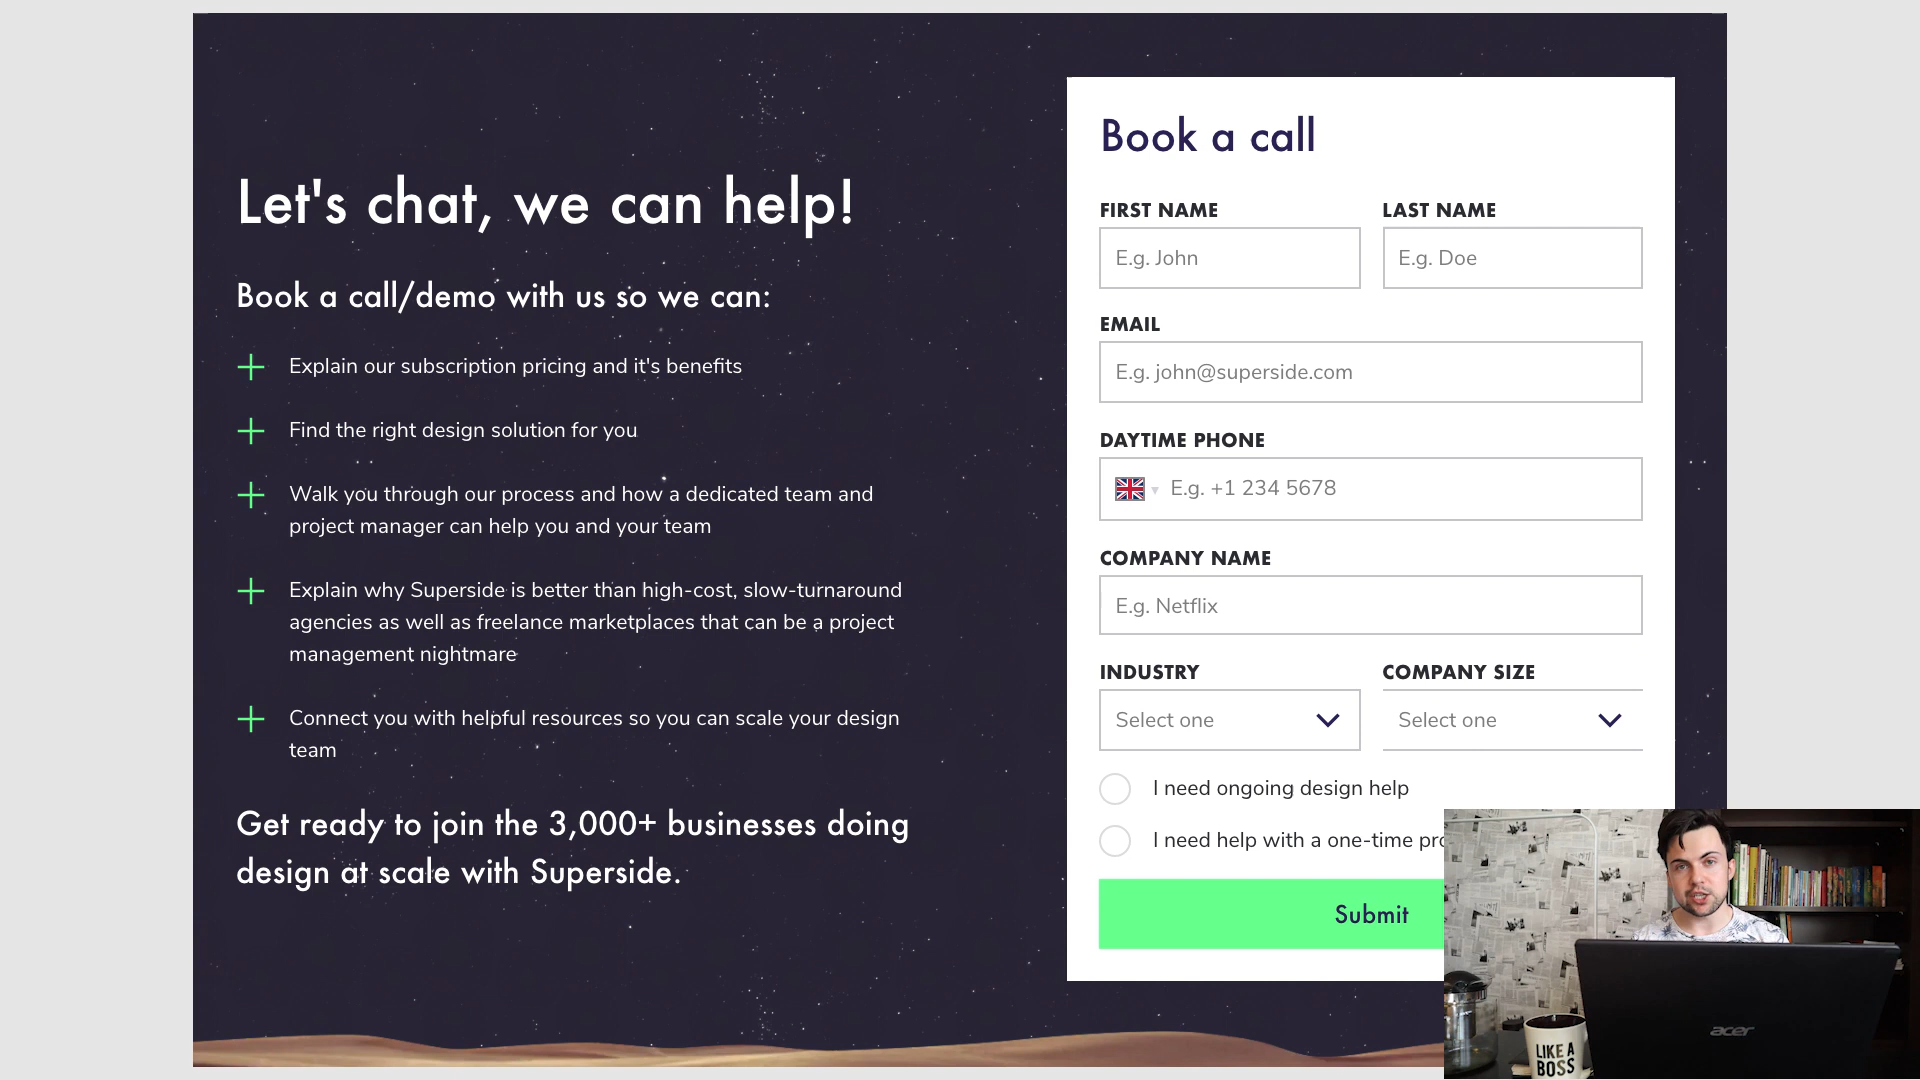 Let's chat, we can help!
Book a call/demo with us so we can:
Explain our subscription pricing and it's benefits
Find the right design solution for you
Walk you through our process and how a dedicated team and
project manager can help you and your team
Explain why Superside is better than high-cost, slow-turnaround
agencies as well as freelance marketplaces that can be a project
management nightmare
Connect you with helpful resources so you can scale your design
team
Get ready to join the 3,000+ businesses doing
design at scale with Superside.
Book a call
FIRST NAME
LAST NAME
E.g. John
E.g. Doe
EMAIL
E.g. john@superside.com
DAYTIME PHONE
E.g. +1 234 5678
COMPANY NAME
E.g. Netflix
INDUSTRY
COMPANY SIZE
Select one
Select one
I need ongoing design help
I need help with a one-time
Submit
acer
LIKE A
BOSS